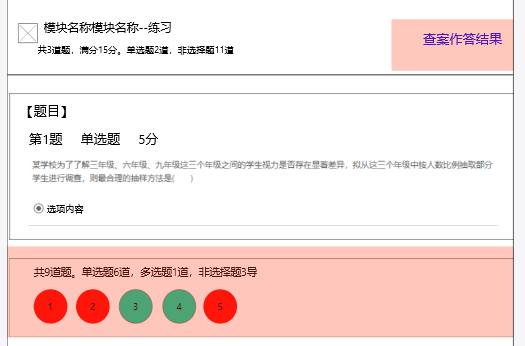 模块名称模块名称--练习
共3道题，满分15分。单选题2道，非选择题11道
查案作答结果
【题目】
第1题 单选题 5分
某学校为了了解三年级、六年级、九年级这三个年级之间的学生视力是否存在显著差异，拟从这三个年级中按人数比例抽取部分
学生进行调查，则最合理的抽样方法是( )
选项内容
共9道题。单选题6道，多选题1道，非选择题3导
1 2 3 4 5